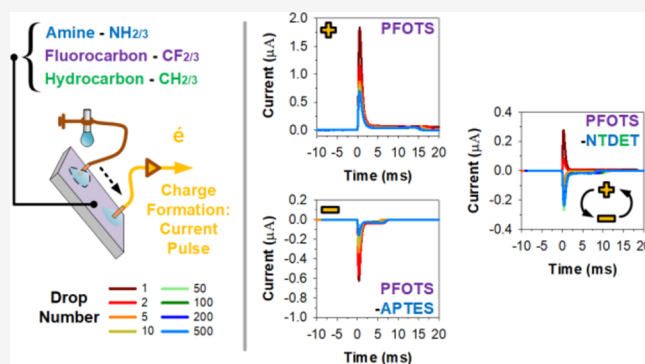 Amine - NH2/3
Fluorocarbon - CF2/3
Hydrocarbon - CH2/3
é
Charge
Formation:
Current
Pulse
Drop
Number
1
2
5
10
50
100
200
500
+
PFOTS
Current (µA)
2.0
1.5
1.0
0.5
0.0
-10 -5 0 5 10 15 20
Time (ms)
−
PFOTS
-APTES
Current (µA)
0.2
0.0
-0.2
-0.4
-0.6
-0.8
-1.0
-10 -5 0 5 10 15 20
Time (ms)
PFOTS
-NTDET
+
−
Current (µA)
0.4
0.2
0.0
-0.2
-0.4
-10 -5 0 5 10 15 20
Time (ms)